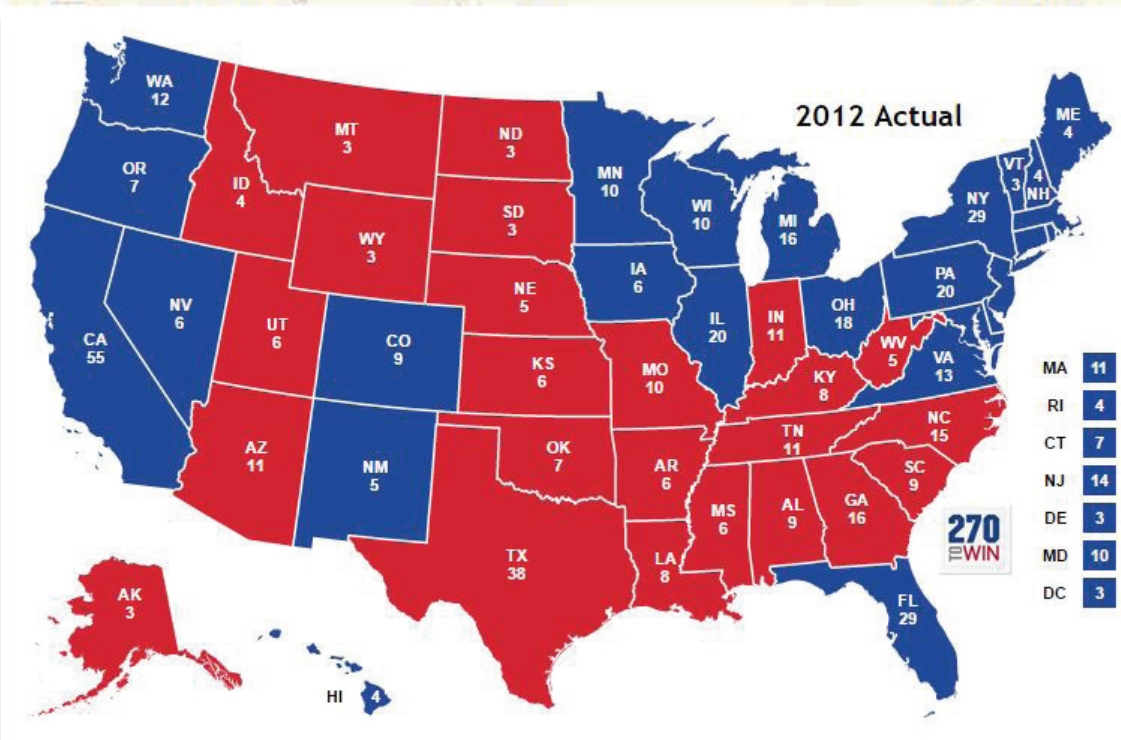 2012 Actual
WA
12
OR
7
CA
55
NV
6
ID
4
MT
3
WY
3
UT
6
AZ
11
CO
9
NM
5
ND
3
SD
3
NE
5
KS
6
OK
7
TX
38
MN
10
IA
6
MO
10
AR
6
LA
8
WI
10
IL
20
MI
16
IN
11
OH
18
KY
8
TN
11
MS
6
AL
9
GA
16
FL
29
SC
9
NC
15
VA
13
WV
5
PA
20
NY
29
VT
3
4
NH
ME
4
MA 11
RI 4
CT 7
NJ 14
DE 3
MD 10
DC 3
270
TO WIN
AK
3
HI 4